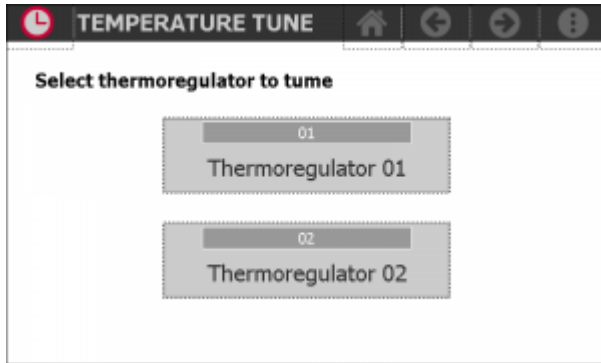 TEMPERATURE TUNE
Select thermoregulator to tume
01
Thermoregulator 01
02
Thermoregulator 02